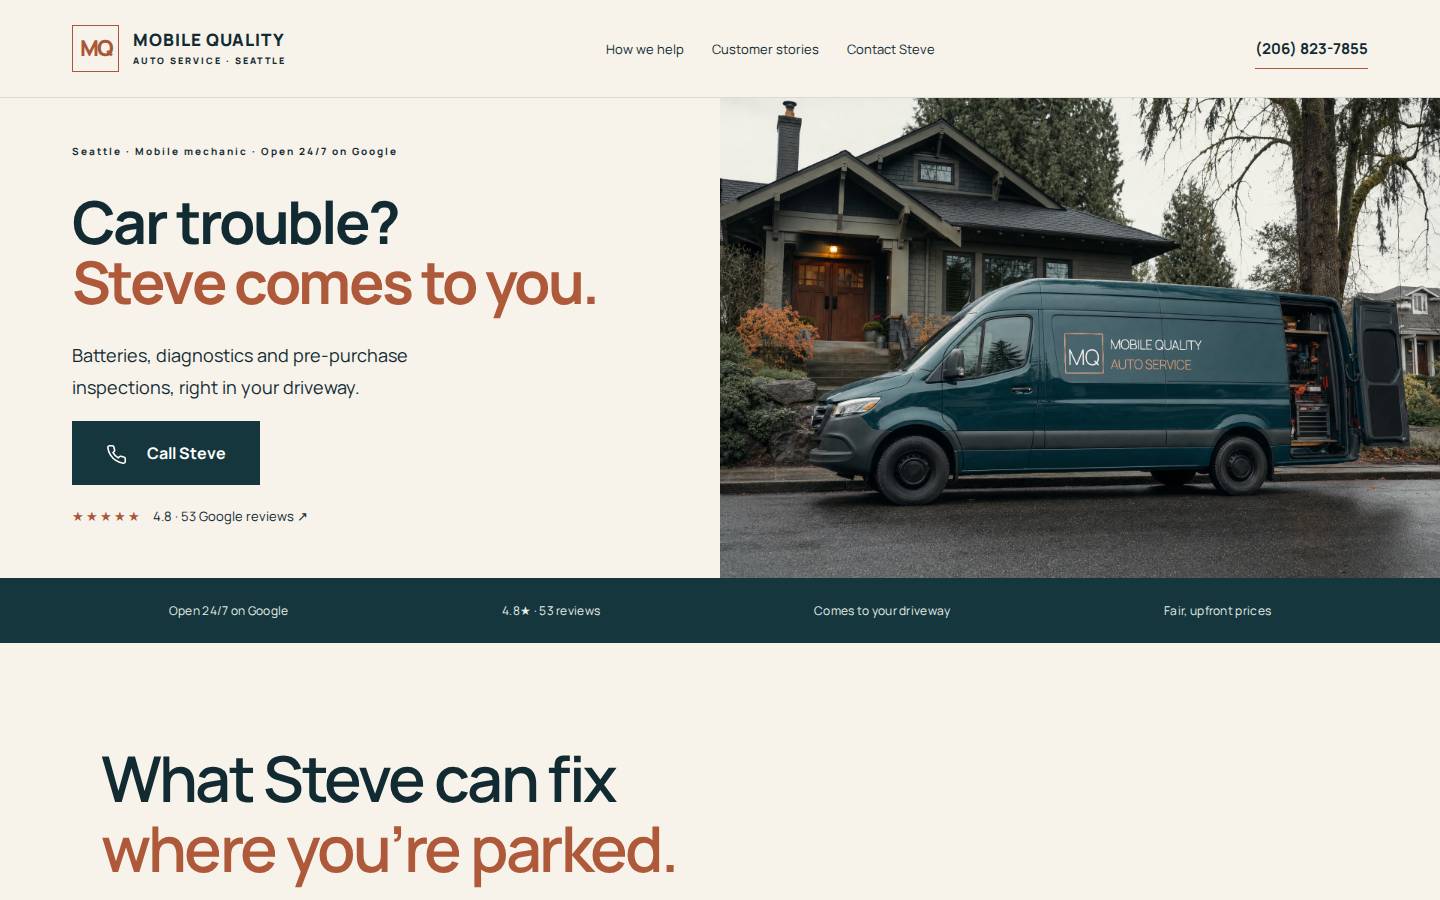 MQ
MOBILE QUALITY
AUTO SERVICE · SEATTLE
How we help
Customer stories
Contact Steve
(206) 823-7855
Seattle · Mobile mechanic · Open 24/7 on Google
Car trouble?
Steve comes to you.
Batteries, diagnostics and pre-purchase
inspections, right in your driveway.
Call Steve
★★★★★ 4.8 · 53 Google reviews ↗
MQ
MOBILE QUALITY
AUTO SERVICE
Open 24/7 on Google
4.8★ · 53 reviews
Comes to your driveway
Fair, upfront prices
What Steve can fix
where you’re parked.